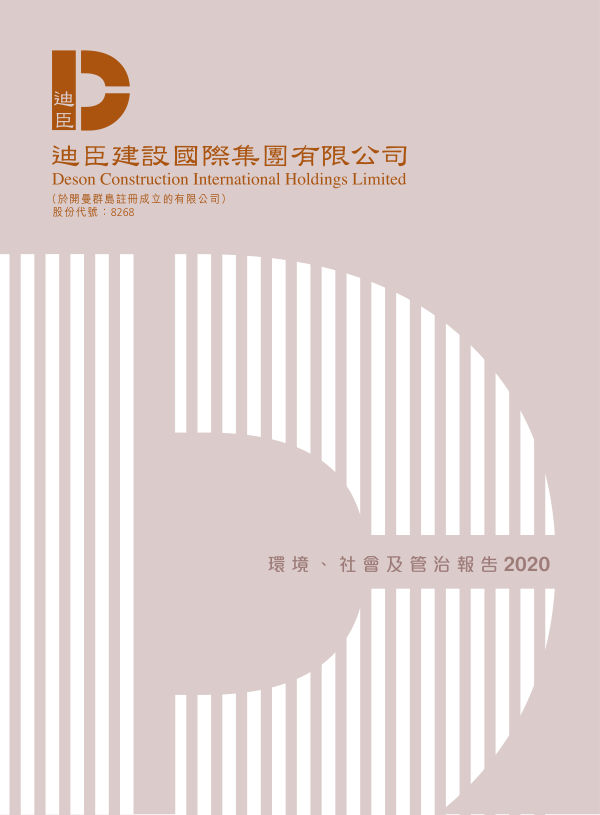 迪臣
迪臣建設國際集團有限公司
Deson Construction International Holdings Limited
(於開曼群島註冊成立的有限公司)
股份代號：8268
環境、社會及管治報告2020